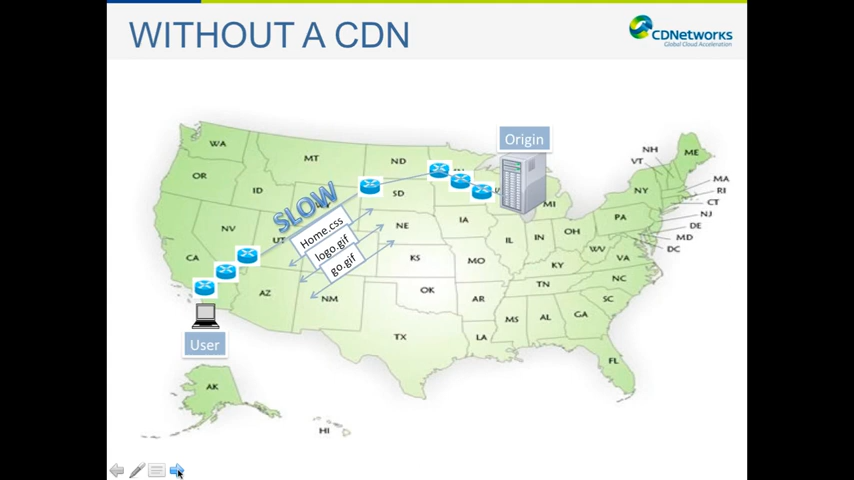 WITHOUT A CDN
CDNetworks
Global Cloud Acceleration
Origin
WA
MT
ND
NH
VT
ME
OR
ID
SD
MI
NY
MA
RI
CT
NJ
DE
MD
DC
SLOW
Home.css
logo.gif
go.gif
NV
NE
IA
IL
IN
OH
PA
WV
VA
CA
KS
MO
KY
NC
TN
AZ
NM
OK
AR
SC
MS
AL
GA
TX
LA
FL
User
AK
HI